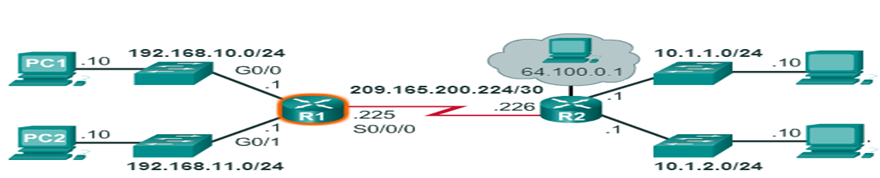 PC1
.10
192.168.10.0/24
G0/0
.1
R1
209.165.200.224/30
.225
S0/0/0
.226
R2
64.100.0.1
10.1.1.0/24
.1
.10
PC2
.10
192.168.11.0/24
.1
G0/1
.1
10.1.2.0/24
.10